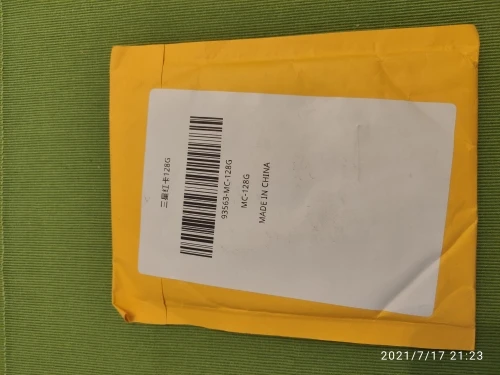 三星红卡128G
93563-MC-128G
MC-128G
MADE IN CHINA
2021/7/17 21:23